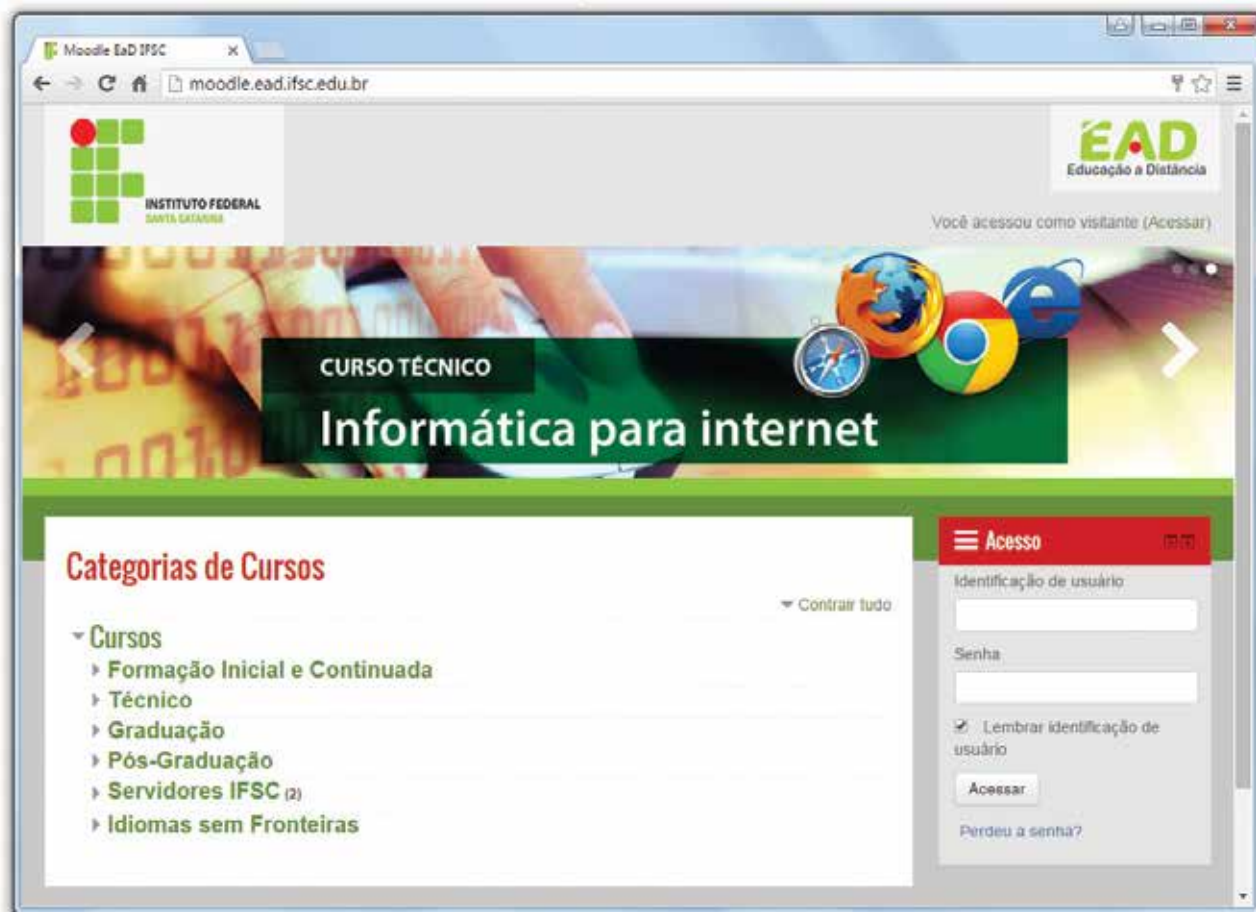 Moodle EaD IFSC
moodle.ead.ifsc.edu.br
INSTITUTO FEDERAL
SANTA CATARINA
EAD
Educação a Distância
Você acessou como visitante (Acessar)
CURSO TÉCNICO
Informática para internet
Categorias de Cursos
Contrair tudo
Cursos
Formação Inicial e Continuada
Técnico
Graduação
Pós-Graduação
Servidores IFSC (2)
Idiomas sem Fronteiras
Acesso
Identificação de usuário
Senha
Lembrar identificação de
usuário
Acessar
Perdeu a senha?